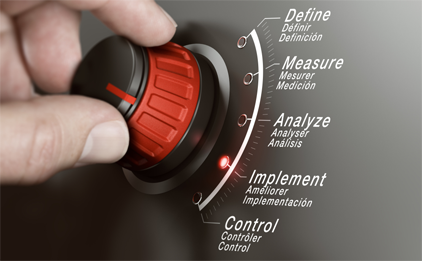 Define
Définir
Definición
Measure
Mesurer
Medición
Analyze
Analyser
Análisis
Implement
Améliorer
Implementación
Control
Contrôler
Control